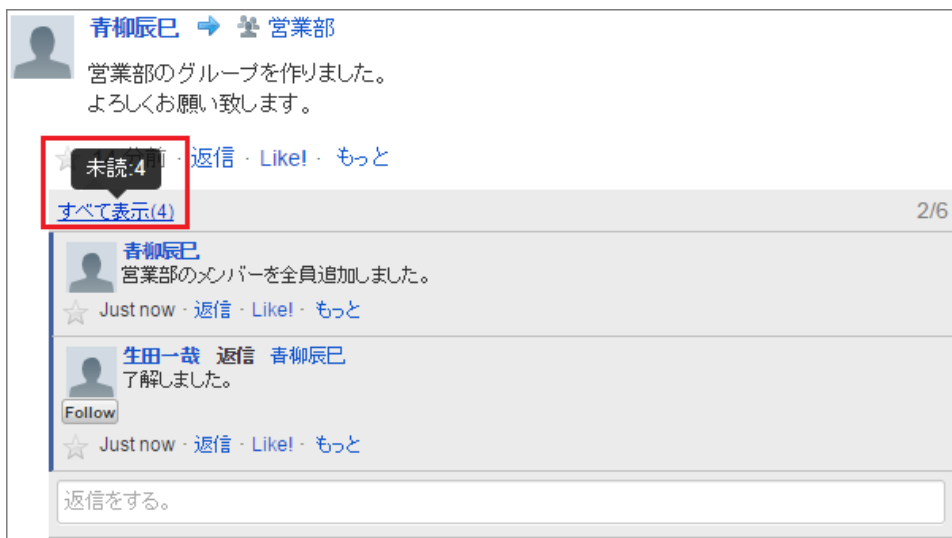 青柳辰巳 営業部
営業部のグループを作りました。
よろしくお願い致します。
分前 · 返信 · Like! · もっと
未読:4
すべて表示(4) 2/6
青柳辰巳
営業部のメンバーを全員追加しました。
Just now · 返信 · Like! · もっと
生田一哉 返信 青柳辰巳
了解しました。
Follow
Just now · 返信 · Like! · もっと
返信をする。